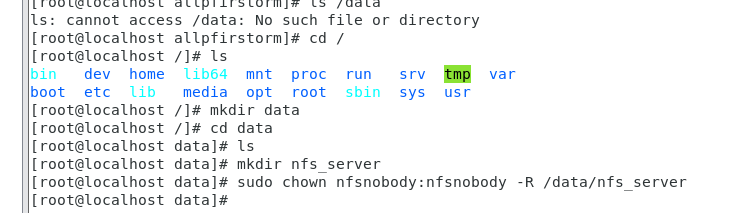 [root@localhost allpfirstorm]# ls /data
ls: cannot access /data: No such file or directory
[root@localhost allpfirstorm]# cd /
[root@localhost /]# ls
bin   dev  home  lib64  mnt  proc  run   srv  tmp  var
boot  etc  lib   media  opt  root  sbin  sys  usr
[root@localhost /]# mkdir data
[root@localhost /]# cd data
[root@localhost data]# ls
[root@localhost data]# mkdir nfs_server
[root@localhost data]# sudo chown nfsnobody:nfsnobody -R /data/nfs_server
[root@localhost data]#